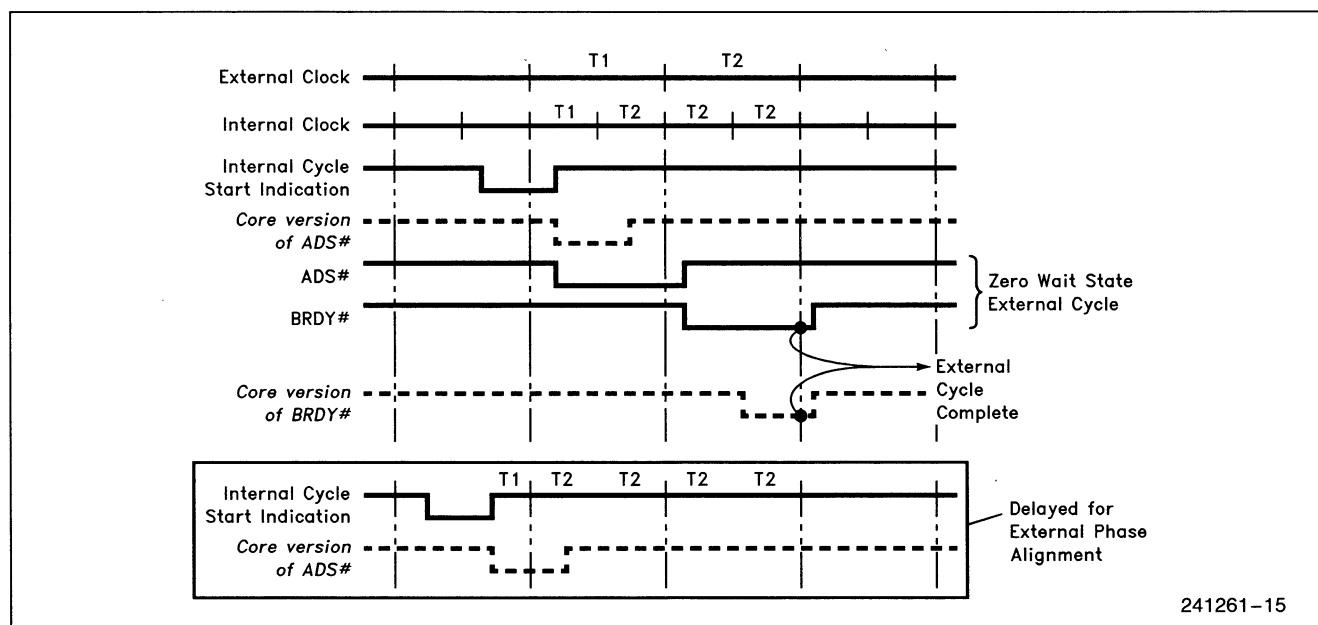 T1 T2
External Clock
T1 T2 T2 T2
Internal Clock
Internal Cycle
Start Indication
Core version
of ADS#
ADS#
BRDY#
Zero Wait State
External Cycle
External
Cycle
Complete
Core version
of BRDY#
T1 T2 T2 T2 T2
Internal Cycle
Start Indication
Core version
of ADS#
Delayed for
External Phase
Alignment
241261-15